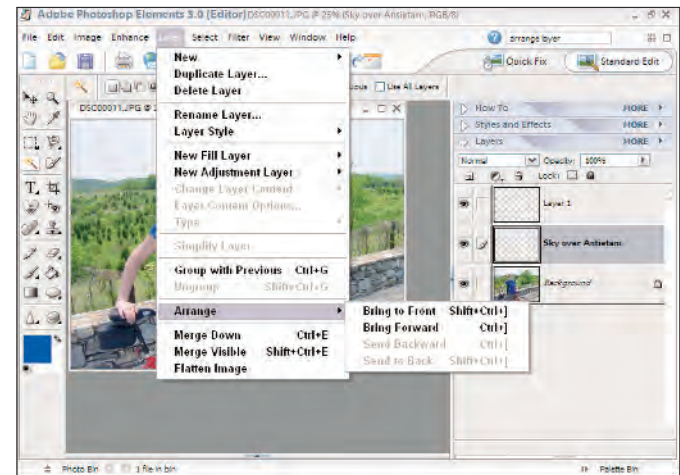 Adobe Photoshop Elements 3.0 (Editor) DSC00011.JPG @ 25% (Sky over Antietam, RGB/8)
File Edit Image Enhance Layer Select Filter View Window Help
arrange layer
Quick Fix
Standard Edit
Use All Layers
DSC00011.JPG @
New
Duplicate Layer...
Delete Layer
Rename Layer...
Layer Style
New Fill Layer
New Adjustment Layer
Change Layer Content
Layer Content Options...
Type
Simplify Layer
Group with Previous Ctrl+G
Ungroup Shift+Ctrl+G
Arrange
Merge Down Ctrl+E
Merge Visible Shift+Ctrl+E
Flatten Image
Bring to Front Shift+Ctrl+]
Bring Forward Ctrl+]
Send Backward Ctrl+[
Send to Back Shift+Ctrl+[
How To MORE
Styles and Effects MORE
Layers MORE
Normal Opacity: 100%
Lock:
Layer 1
Sky over Antietam
Background
Photo Bin 1 file in bin
Palette Bin